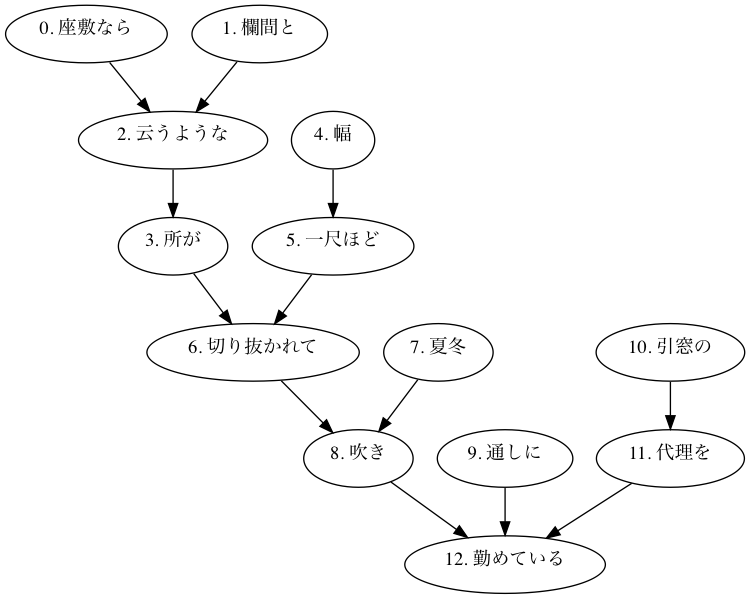 0. 座敷なら
1. 欄間と
2. 云うような
4. 幅
3. 所が
5. 一尺ほど
6. 切り抜かれて
7. 夏冬
10. 引窓の
8. 吹き
9. 通しに
11. 代理を
12. 勤めている